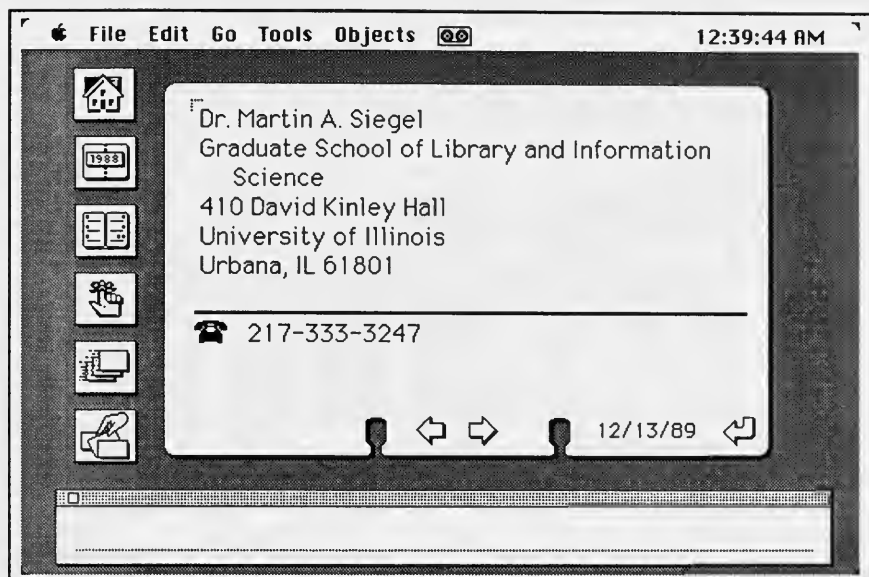 File Edit Go Tools Objects 12:39:44 AM
1988
Dr. Martin A. Siegel
Graduate School of Library and Information
Science
410 David Kinley Hall
University of Illinois
Urbana, IL 61801
217-333-3247
12/13/89